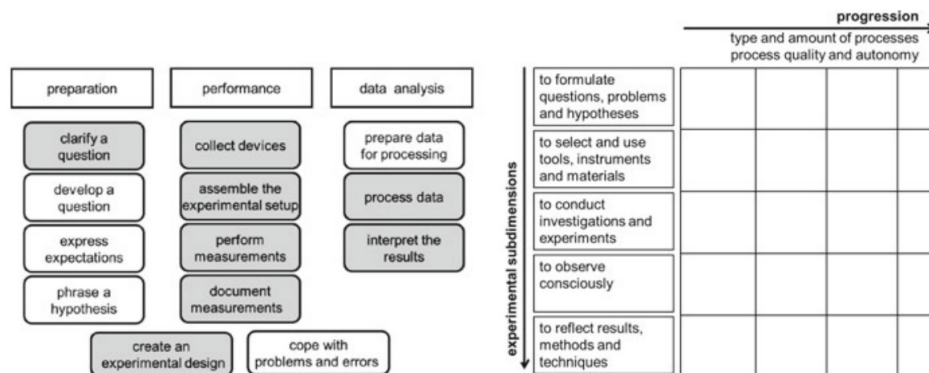 preparation
performance
data analysis
clarify a
question
develop a
question
express
expectations
phrase a
hypothesis
collect devices
assemble the
experimental setup
perform
measurements
document
measurements
prepare data
for processing
process data
interpret the
results
create an
experimental design
cope with
problems and errors
progression
type and amount of processes
process quality and autonomy
experimental subdimensions
to formulate
questions, problems
and hypotheses
to select and use
tools, instruments
and materials
to conduct
investigations and
experiments
to observe
consciously
to reflect results,
methods and
techniques